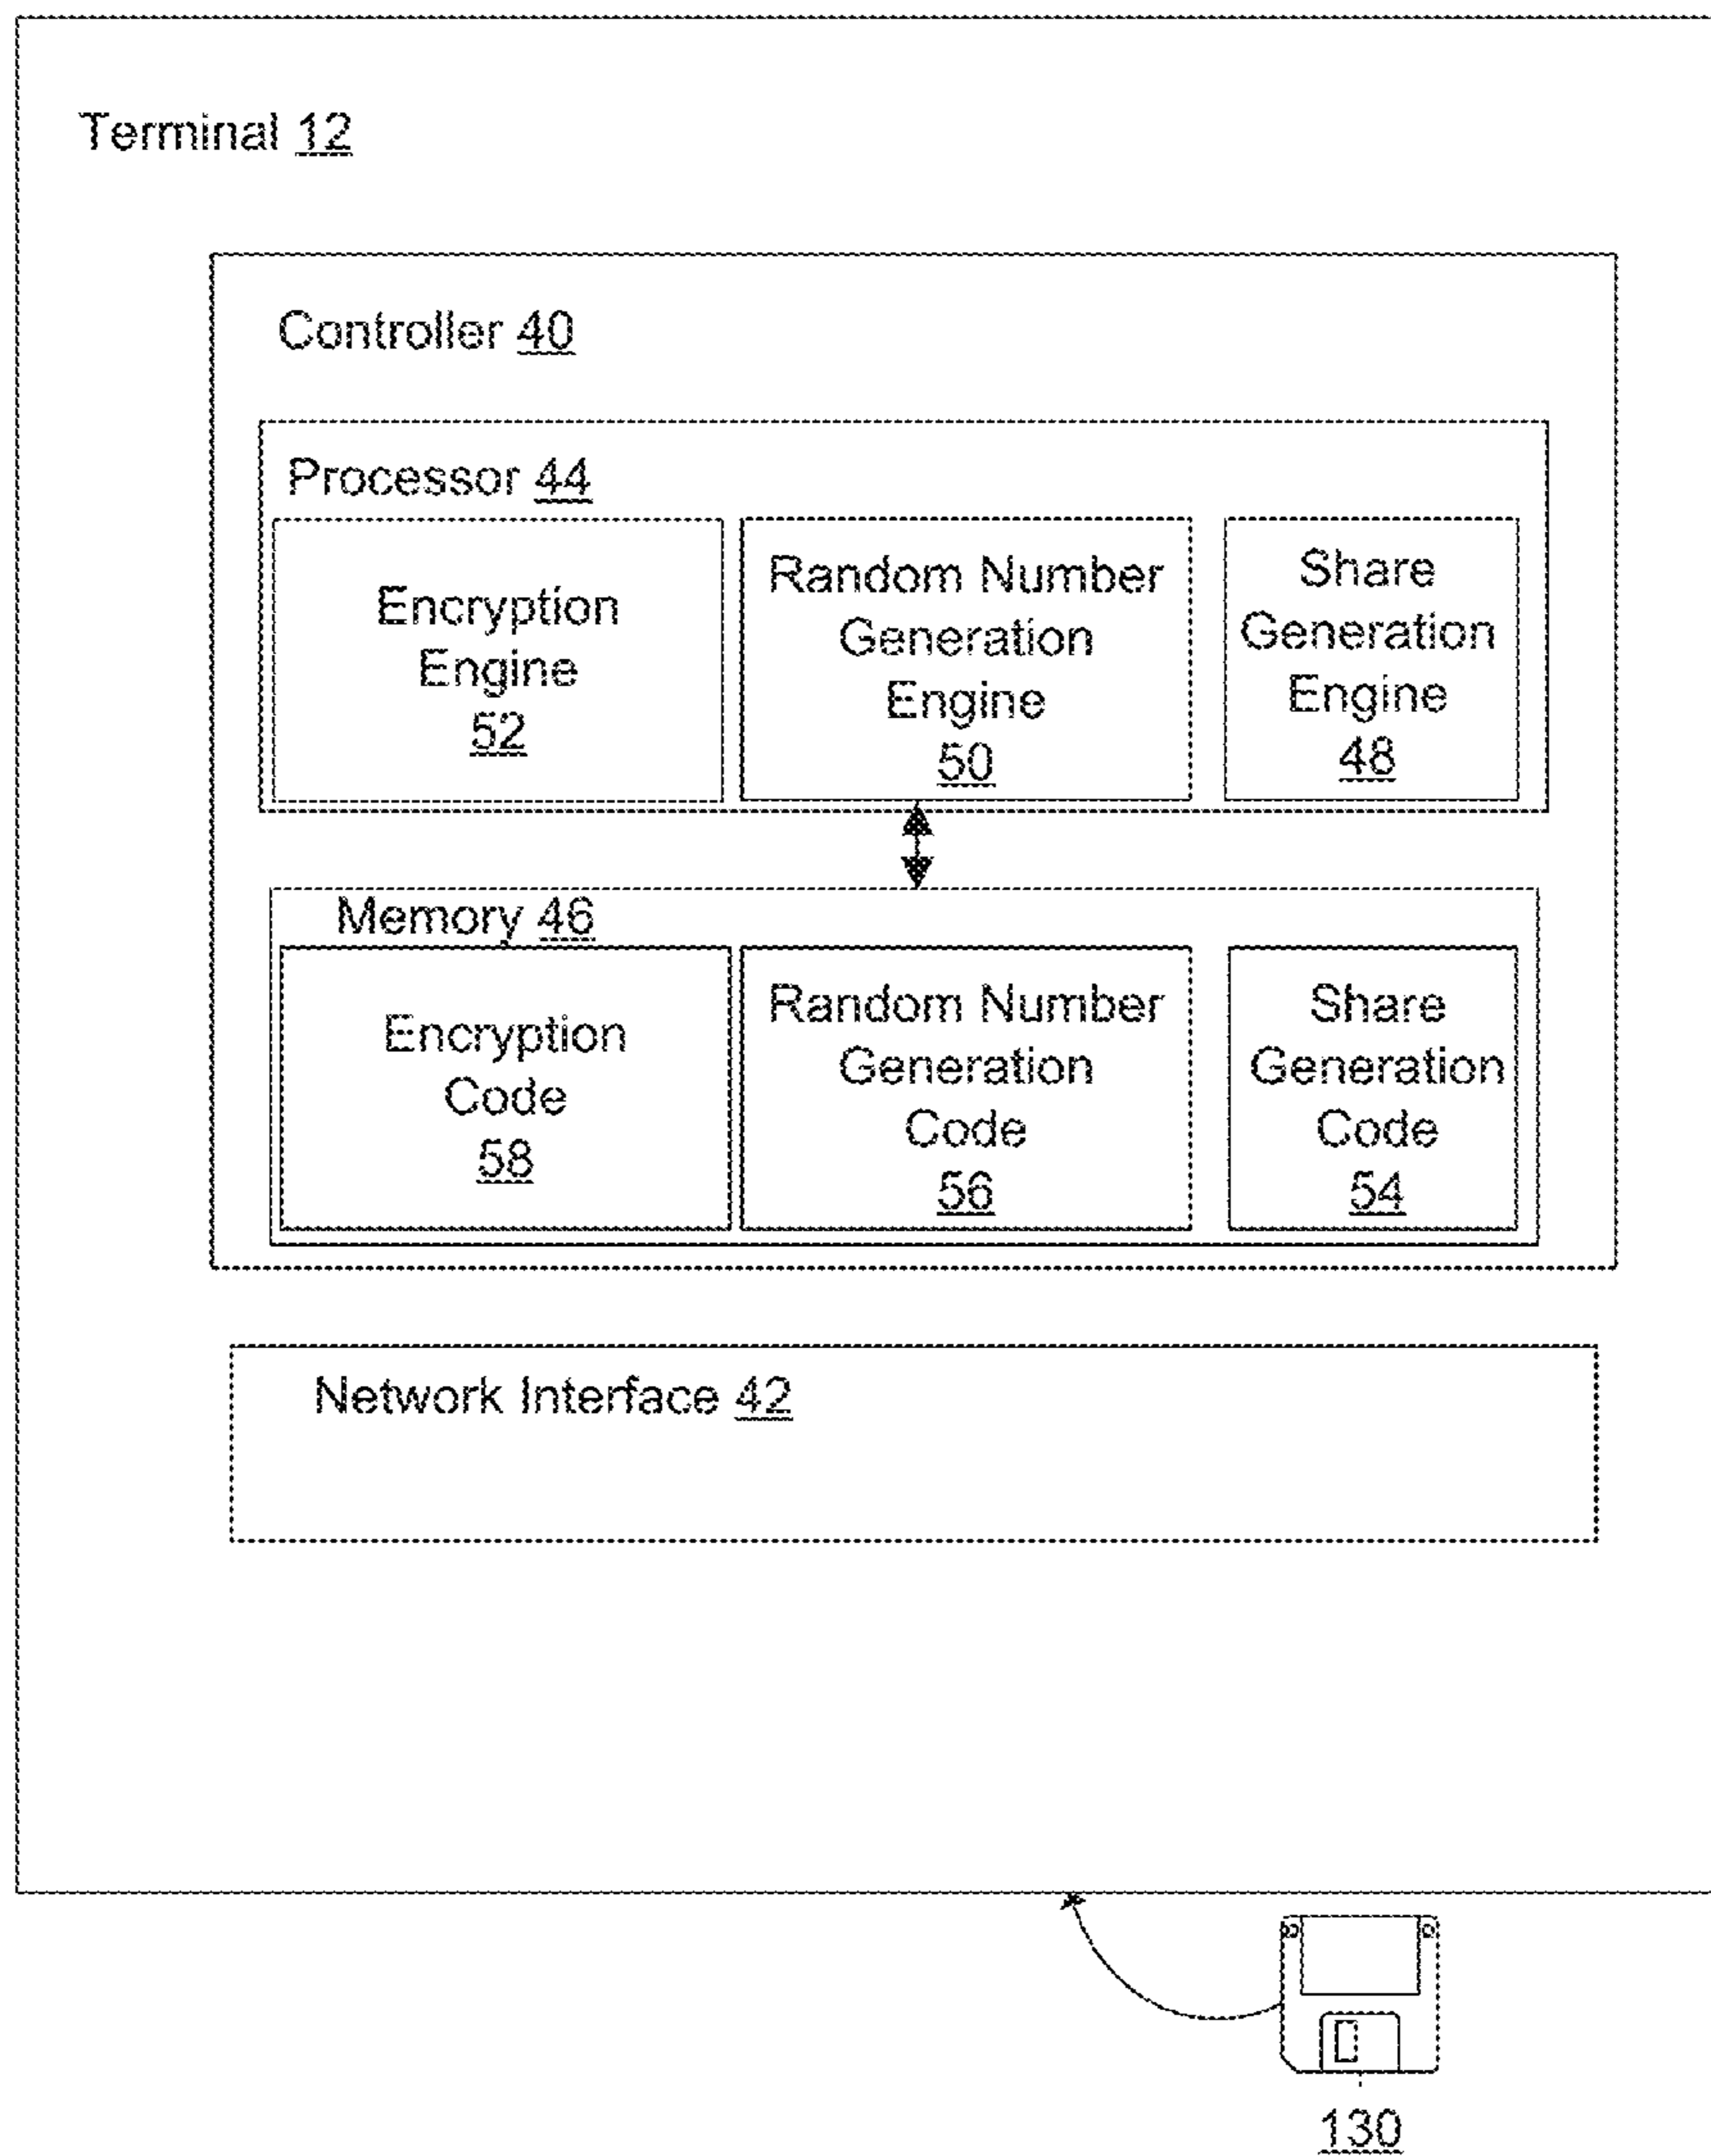 Terminal 12
Controller 40
Processor 44
Encryption
Engine
52
Random Number
Generation
Engine
50
Share
Generation
Engine
48
Memory 46
Encryption
Code
58
Random Number
Generation
Code
56
Share
Generation
Code
54
Network Interface 42
130